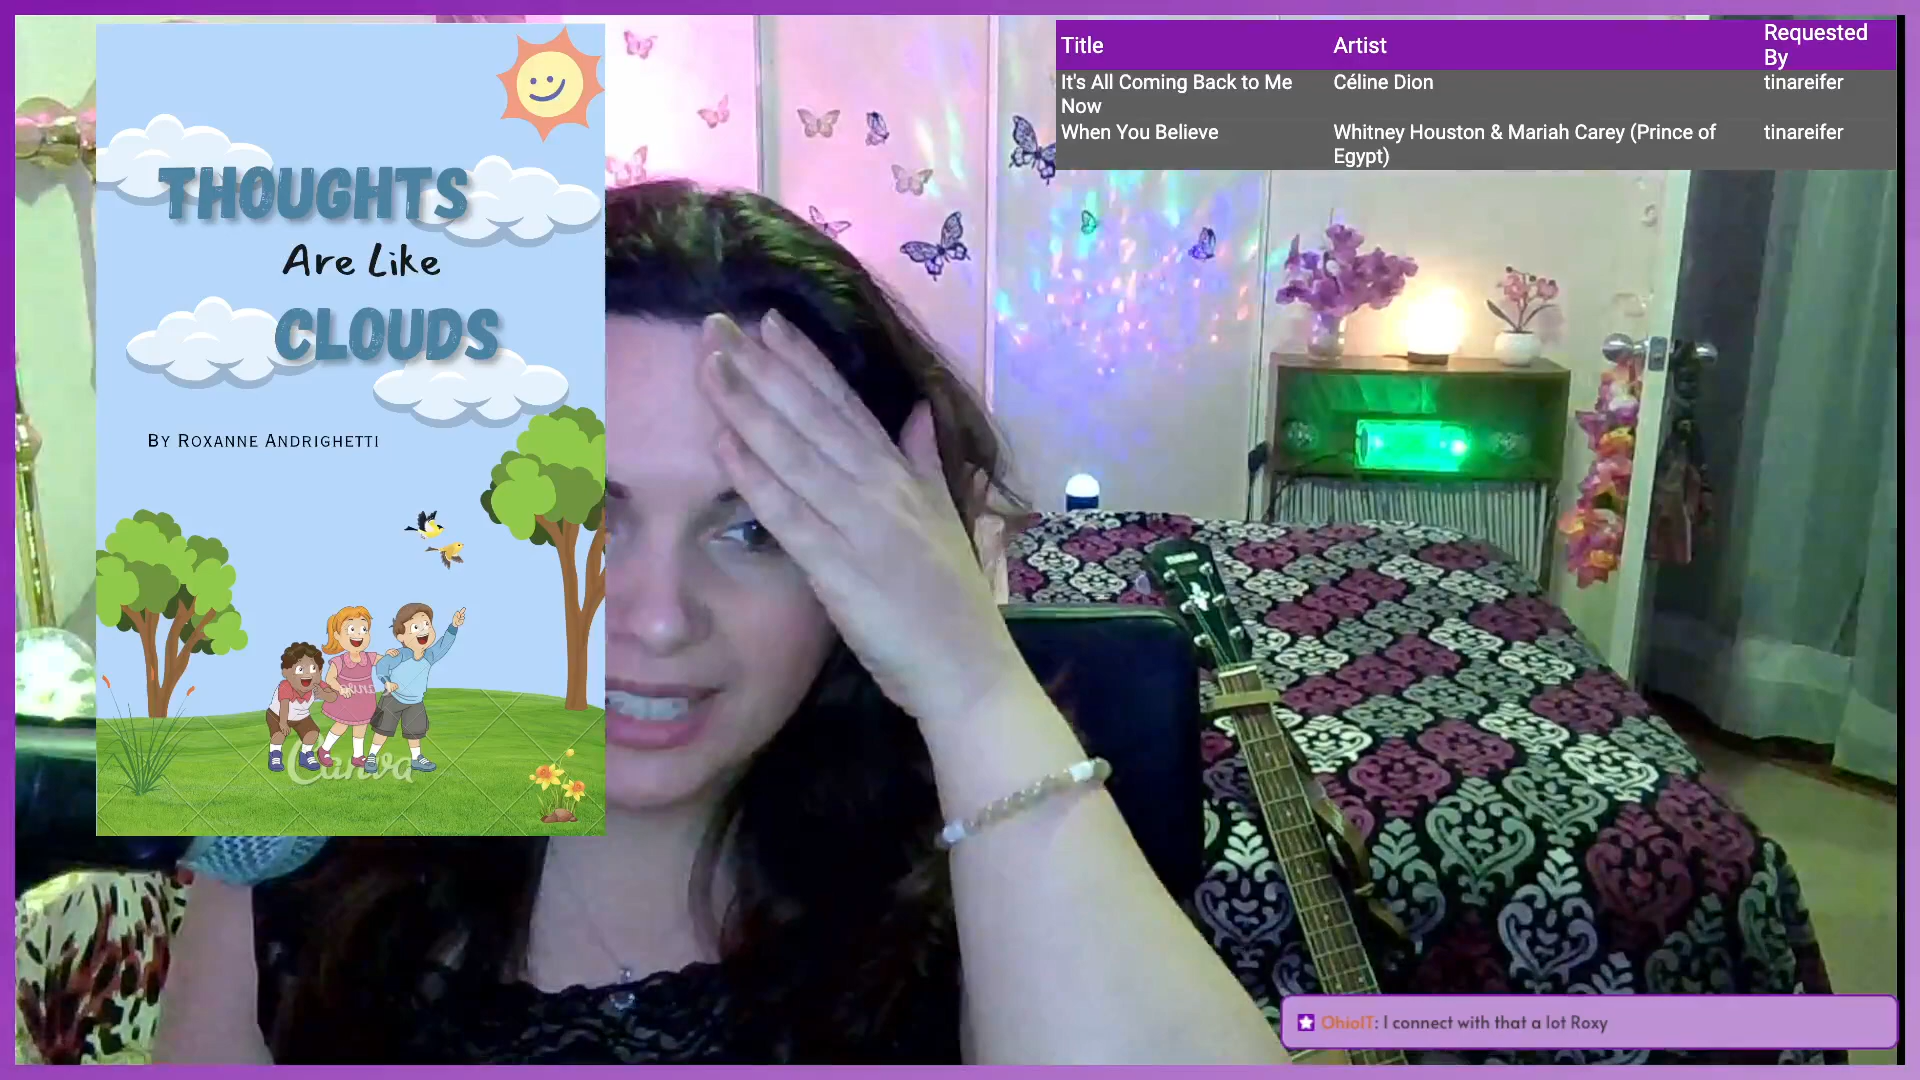 THOUGHTS
Are Like
CLOUDS
BY ROXANNE ANDRIGHETTI
Canva
Title Artist Requested By
It's All Coming Back to Me Now Céline Dion tinareifer
When You Believe Whitney Houston & Mariah Carey (Prince of Egypt) tinareifer
OhioIT: I connect with that a lot Roxy